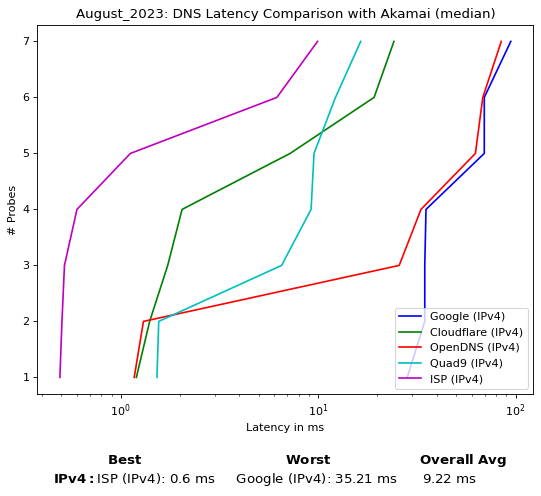 August_2023: DNS Latency Comparison with Akamai (median)
7
6
5
4
3
2
1
# Probes
Google (IPv4)
Cloudflare (IPv4)
OpenDNS (IPv4)
Quad9 (IPv4)
ISP (IPv4)
10⁰ 10¹ 10²
Latency in ms
Best Worst Overall Avg
IPv4: ISP (IPv4): 0.6 ms Google (IPv4): 35.21 ms 9.22 ms